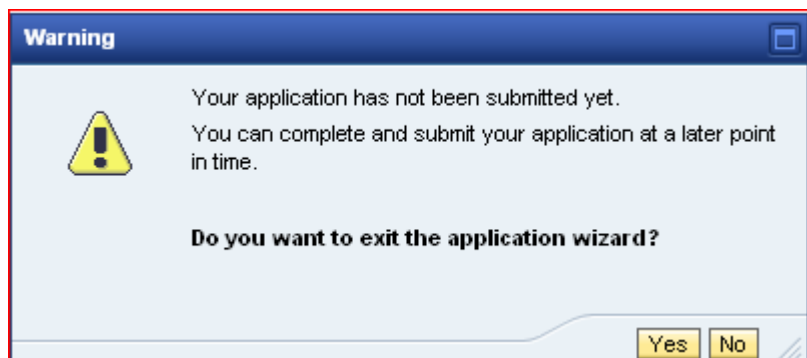 Warning
Your application has not been submitted yet.
You can complete and submit your application at a later point
in time.
Do you want to exit the application wizard?
Yes No